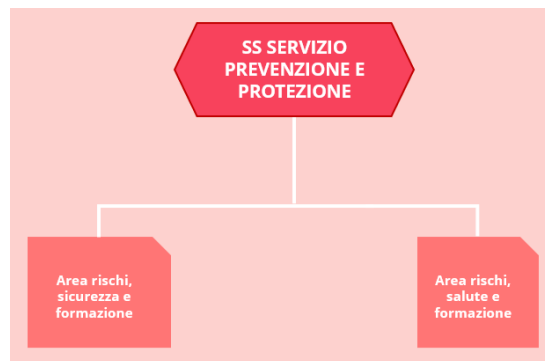 SS SERVIZIO
PREVENZIONE E
PROTEZIONE
Area rischi,
sicurezza e
formazione
Area rischi,
salute e
formazione